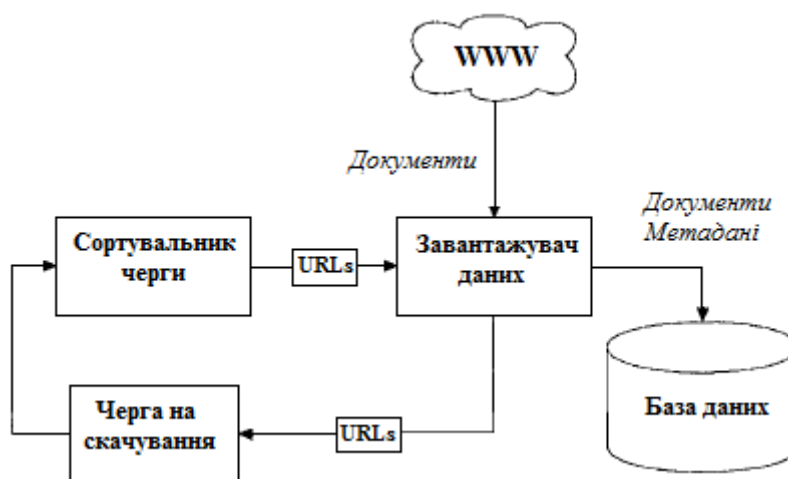 WWW
Документи
Документи
Метадані
Сортувальник
черги
URLs
Завантажувач
даних
База даних
Черга на
скачування
URLs